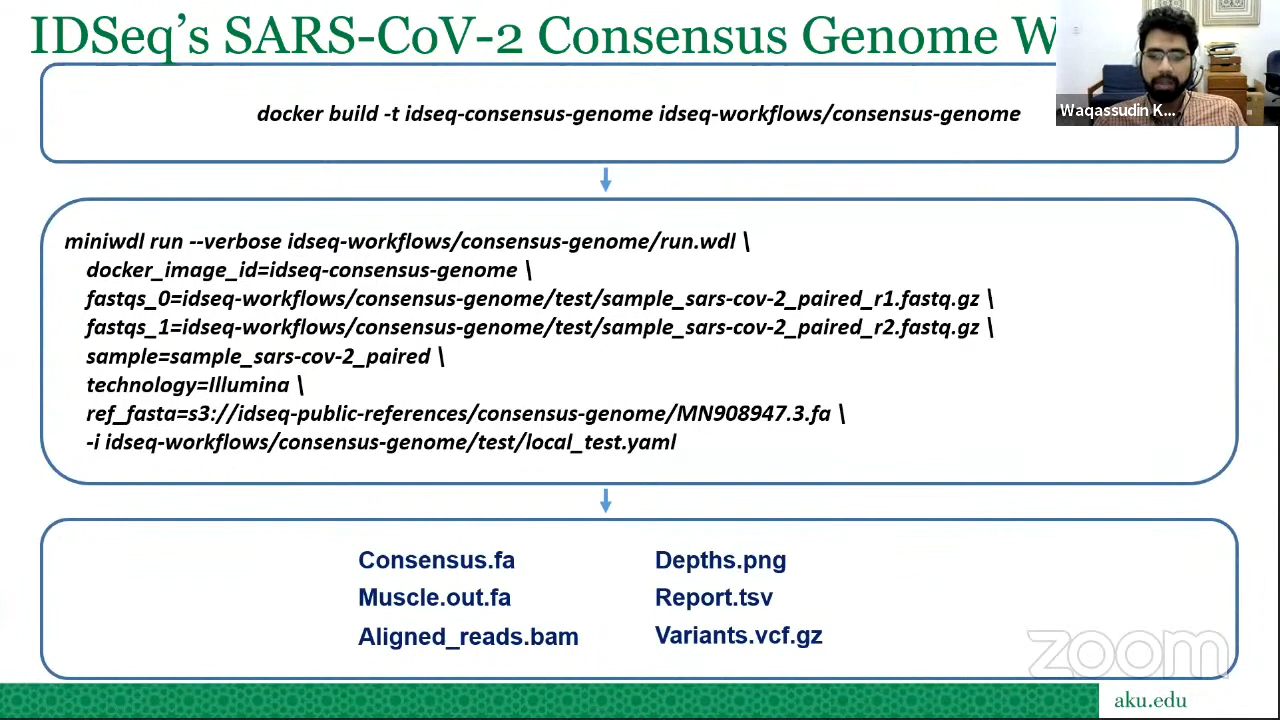 IDSeq's SARS-CoV-2 Consensus Genome W
Waqassudin K...
docker build -t idseq-consensus-genome idseq-workflows/consensus-genome
miniwdl run --verbose idseq-workflows/consensus-genome/run.wdl \
docker_image_id=idseq-consensus-genome \
fastqs_0=idseq-workflows/consensus-genome/test/sample_sars-cov-2_paired_r1.fastq.gz \
fastqs_1=idseq-workflows/consensus-genome/test/sample_sars-cov-2_paired_r2.fastq.gz \
sample=sample_sars-cov-2_paired \
technology=Illumina \
ref_fasta=s3://idseq-public-references/consensus-genome/MN908947.3.fa \
-i idseq-workflows/consensus-genome/test/local_test.yaml
Consensus.fa
Muscle.out.fa
Aligned_reads.bam
Depths.png
Report.tsv
Variants.vcf.gz
zoom
aku.edu